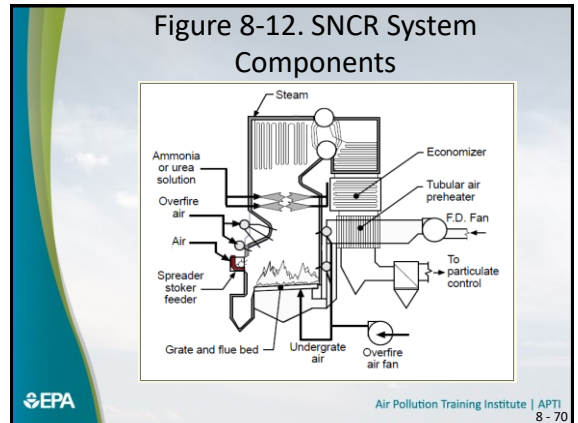 Figure 8-12. SNCR System
Components
Steam
Ammonia
or urea
solution
Economizer
Tubular air
preheater
Overfire
air
F.D. Fan
Air
To
particulate
control
Spreader
stoker
feeder
Grate and flue bed
Undergrate
air
Overfire
air fan
EPA
Air Pollution Training Institute | APTI
8 - 70